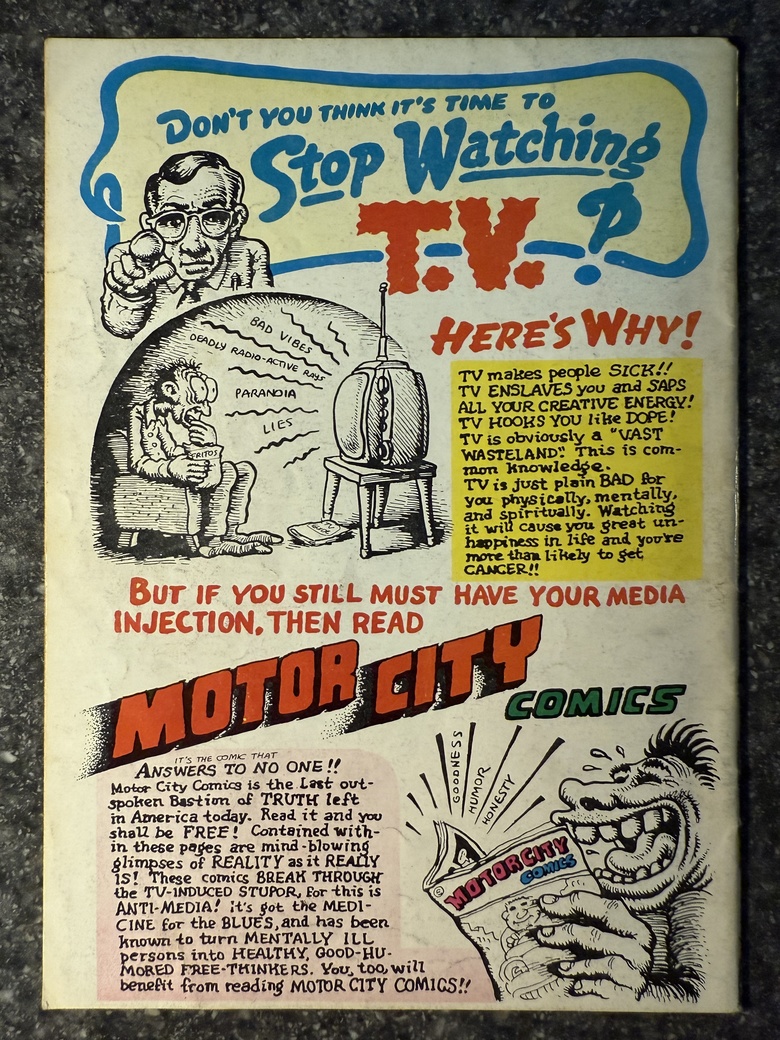 DON'T YOU THINK IT'S TIME TO
Stop Watching
T.V.?
HERE'S WHY!
BAD VIBES
DEADLY RADIO-ACTIVE RAYS
PARANOIA
LIES
FRITOS
TV makes people SICK!!
TV ENSLAVES you and SAPS
ALL YOUR CREATIVE ENERGY!
TV HOOKS YOU like DOPE!
TV is obviously a "VAST
WASTELAND". This is com-
mon knowledge.
TV is just plain BAD for
you physically, mentally,
and spiritually. Watching
it will cause you great un-
happiness in life and you're
more than likely to get
CANCER!!
BUT IF YOU STILL MUST HAVE YOUR MEDIA
INJECTION, THEN READ
MOTOR CITY
COMICS
IT'S THE COMIC THAT
ANSWERS TO NO ONE!!
Motor City Comics is the Last out-
spoken Bastion of TRUTH left
in America today. Read it and you
shall be FREE! Contained with-
in these pages are mind-blowing
glimpses of REALITY as it REALLY
IS! These comics BREAK THROUGH
the TV-INDUCED STUPOR, for this is
ANTI-MEDIA! it's got the MEDI-
CINE for the BLUES, and has been
known to turn MENTALLY ILL
persons into HEALTHY, GOOD-HU-
MORED FREE-THINKERS. You, too, will
benefit from reading MOTOR CITY COMICS!!
GOODNESS
HUMOR
HONESTY
MOTOR CITY
COMICS